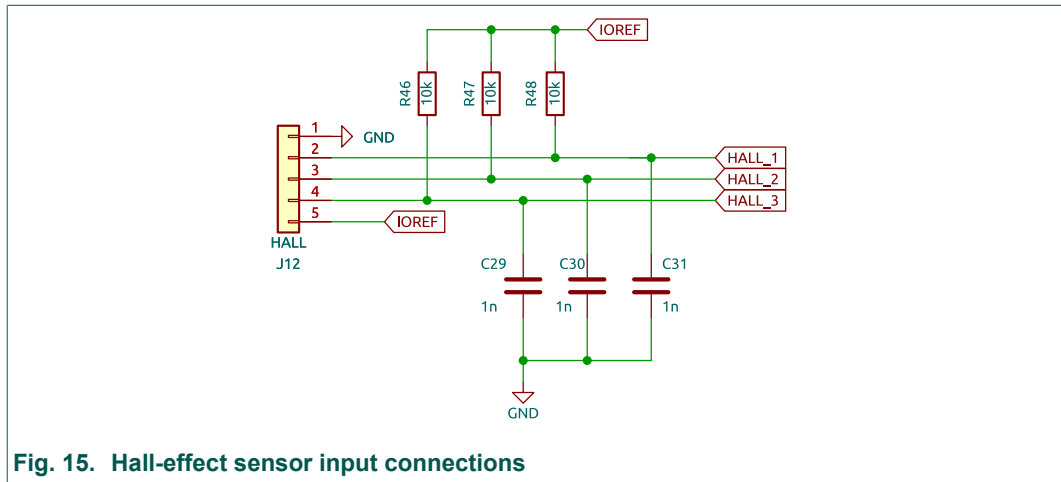 IOREF
R46 10k R47 10k R48 10k
1 GND
2 HALL_1
3 HALL_2
4 HALL_3
5 IOREF
HALL
J12
C29 C30 C31
1n 1n 1n
GND
Fig. 15. Hall-effect sensor input connections